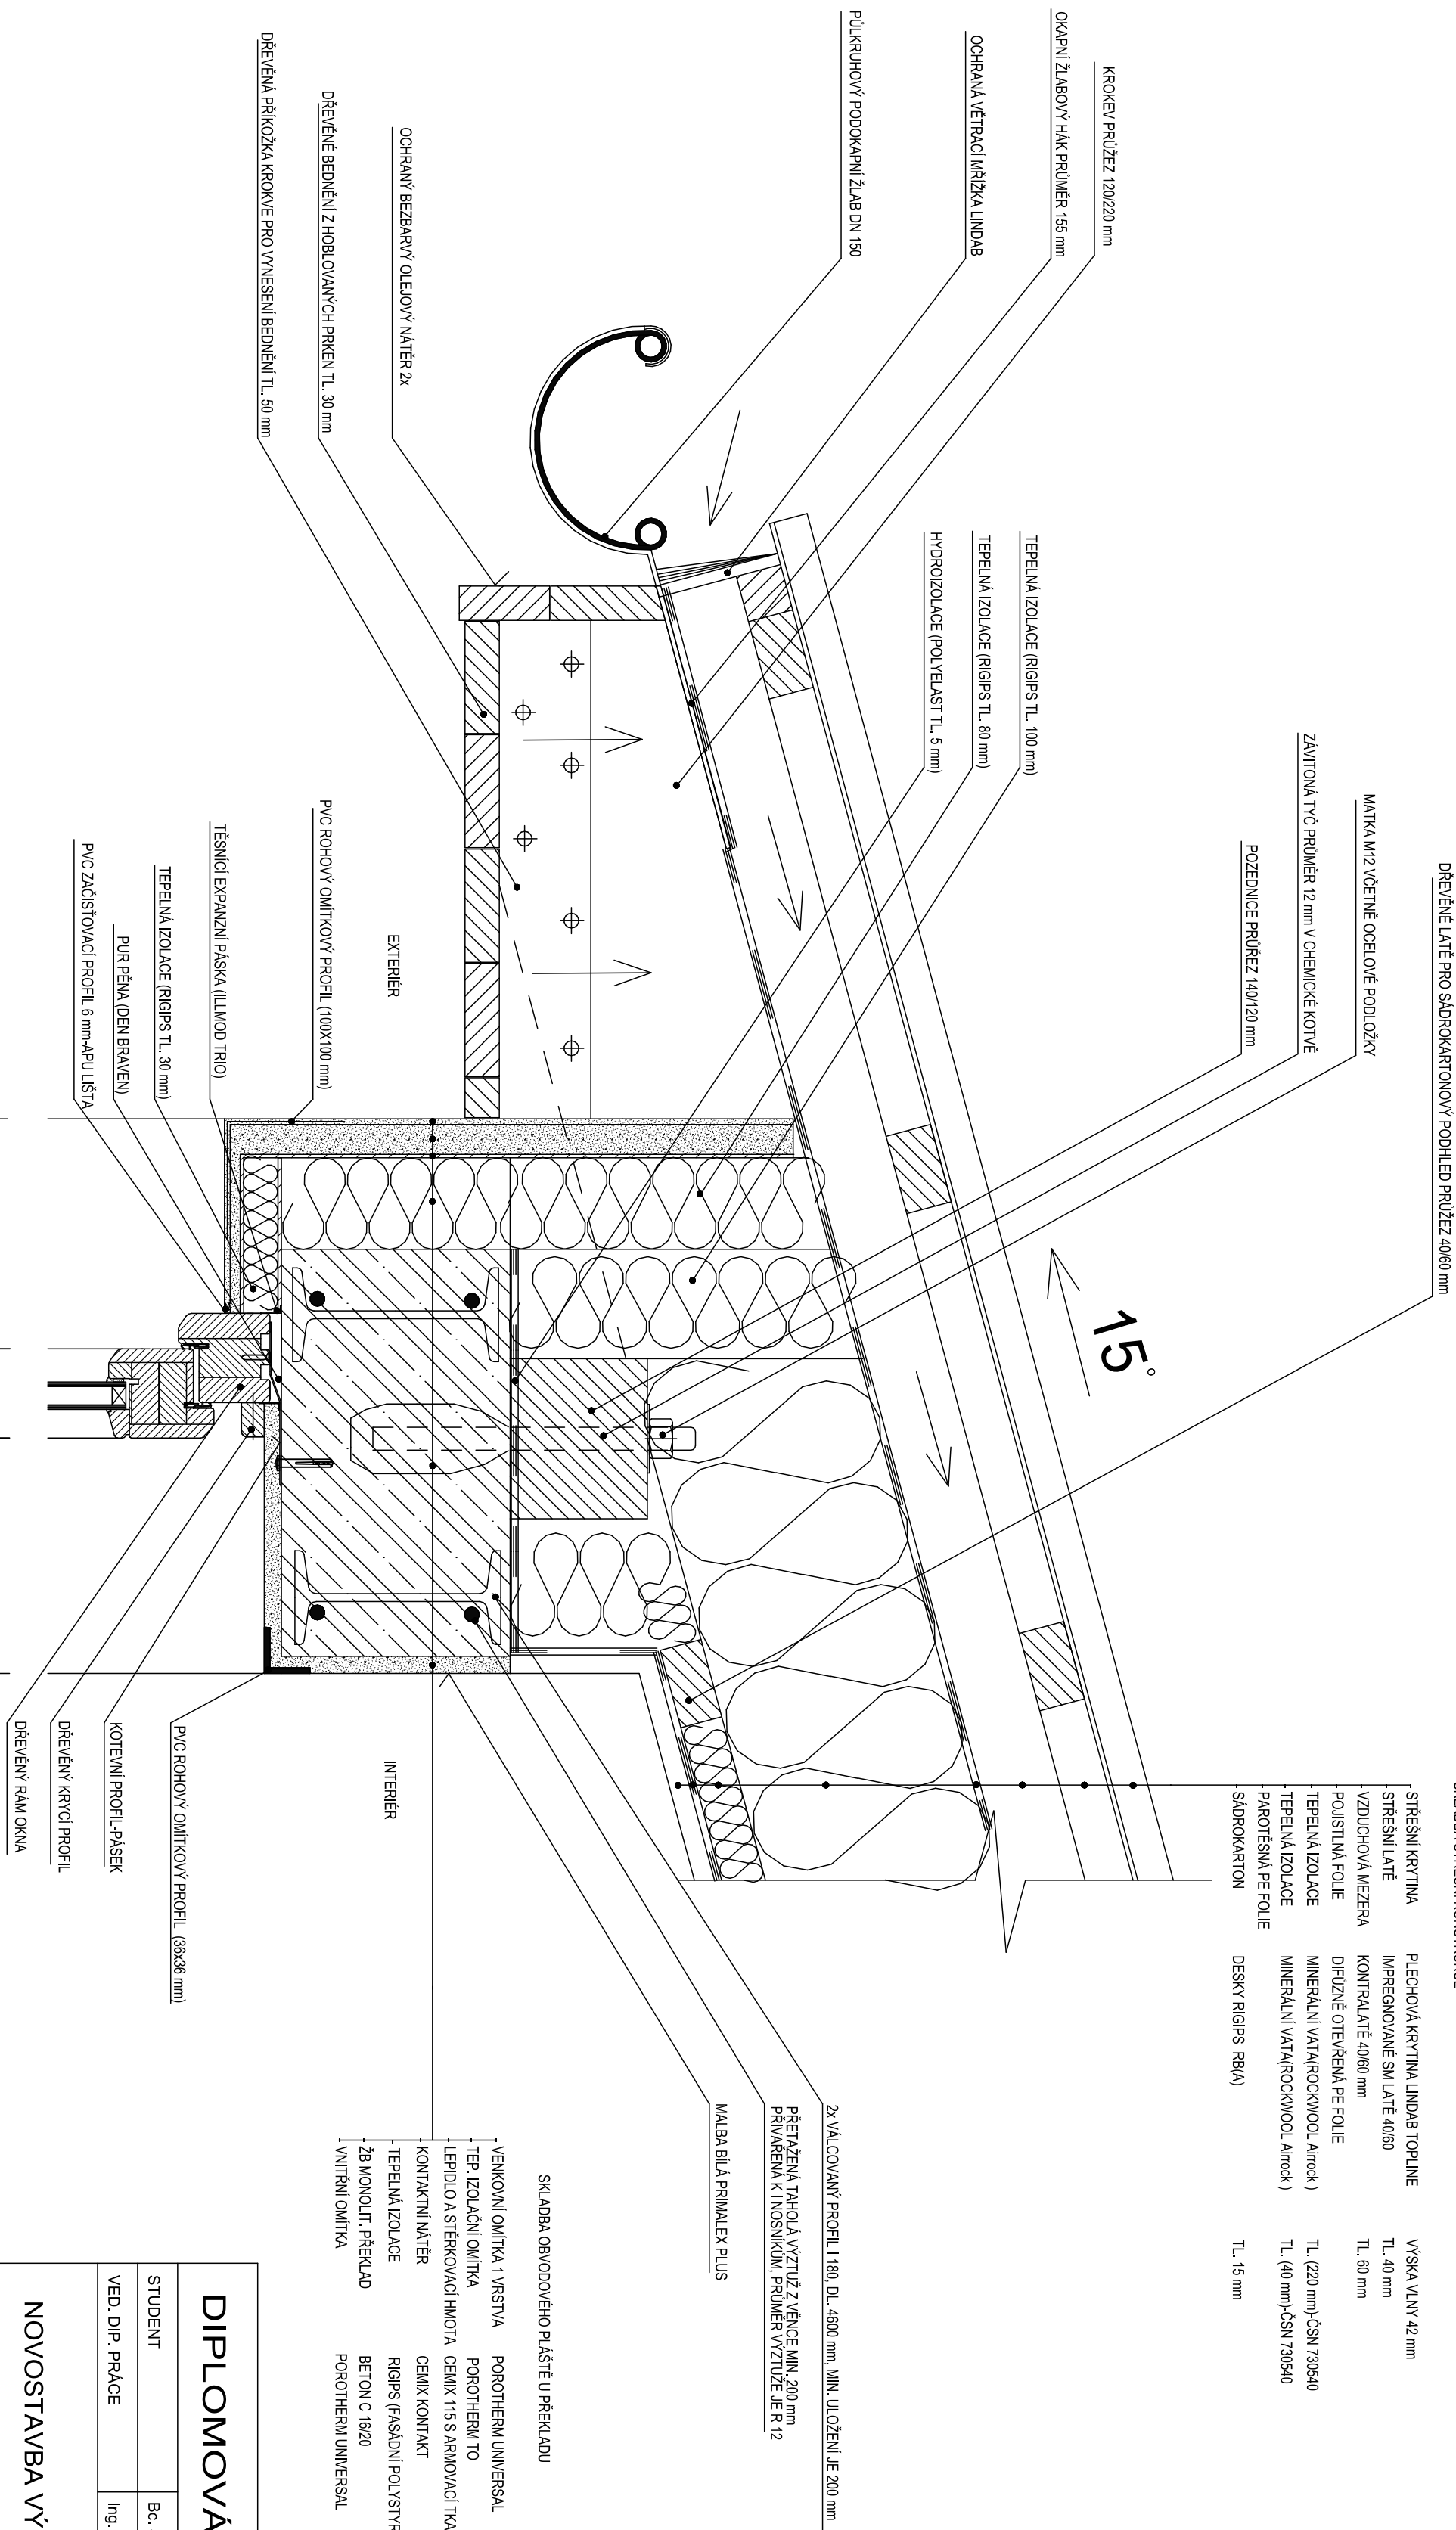 DŘEVĚNÉ LATĚ PRO SÁDROKARTONOVÝ PODHLED PRŮŽEZ 40/60 mm
MATKA M12 VČETNĚ OCELOVÉ PODLOŽKY
ZÁVITONÁ TYČ PRŮMĚR 12 mm V CHEMICKÉ KOTVĚ
POZEDNICE PRŮŘEZ 140/120 mm
KROKEV PRŮŽEZ 120/220 mm
OKAPNÍ ŽLABOVÝ HÁK PRŮMĚR 155 mm
OCHRANÁ VĚTRACÍ MŘÍŽKA LINDAB
PŮLKRUHOVÝ PODOKAPNÍ ŽLAB DN 150
TEPELNÁ IZOLACE (RIGIPS TL. 100 mm)
TEPELNÁ IZOLACE (RIGIPS TL. 80 mm)
HYDROIZOLACE (POLYELAST TL. 5 mm)
15°
OCHRANÝ BEZBARVÝ OLEJOVÝ NÁTĚR 2x
DŘEVĚNÉ BEDNĚNÍ Z HOBLOVANÝCH PRKEN TL. 30 mm
DŘEVĚNÁ PŘÍKOŽKA KROKVE PRO VYNESENÍ BEDNĚNÍ TL. 50 mm
EXTERIÉR
PVC ROHOVÝ OMÍTKOVÝ PROFIL (100X100 mm)
TĚSNÍCÍ EXPANZNÍ PÁSKA (ILLMOD TRIO)
TEPELNÁ IZOLACE (RIGIPS TL. 30 mm)
PUR PĚNA (DEN BRAVEN)
PVC ZAČISŤOVACÍ PROFIL 6 mm-APU LIŠTA
INTERIÉR
PVC ROHOVÝ OMÍTKOVÝ PROFIL (36x36 mm)
KOTEVNÍ PROFIL-PÁSEK
DŘEVĚNÝ KRYCÍ PROFIL
DŘEVĚNÝ RÁM OKNA
STŘEŠNÍ KRYTINA PLECHOVÁ KRYTINA LINDAB TOPLINE VÝSKA VLNY 42 mm
STŘEŠNÍ LATĚ IMPREGNOVANÉ SM LATĚ 40/60 TL. 40 mm
VZDUCHOVÁ MEZERA KONTRALATĚ 40/60 mm TL. 60 mm
POJISTLNÁ FOLIE DIFŮZNĚ OTEVŘENÁ PE FOLIE
TEPELNÁ IZOLACE MINERÁLNÍ VATA(ROCKWOOL Airrock ) TL. (220 mm)-ČSN 730540
TEPELNÁ IZOLACE MINERÁLNÍ VATA(ROCKWOOL Airrock ) TL. (40 mm)-ČSN 730540
PAROTĚSNÁ PE FOLIE
SÁDROKARTON DESKY RIGIPS RB(A) TL. 15 mm
2x VÁLCOVANÝ PROFIL I 180, DL. 4600 mm, MIN. ULOŽENÍ JE 200 mm
PŘETAŽENÁ TAHOLÁ VÝZTUŽ Z VĚNCE MIN. 200 mm
PŘIVAŘENÁ K I NOSNÍKŮM, PRŮMĚR VÝZTUŽE JE R 12
MALBA BÍLÁ PRIMALEX PLUS
SKLADBA OBVODOVÉHO PLÁŠTĚ U PŘEKLADU
VENKOVNÍ OMÍTKA 1 VRSTVA POROTHERM UNIVERSAL
TEP. IZOLAČNÍ OMÍTKA POROTHERM TO
LEPIDLO A STĚRKOVACÍ HMOTA CEMIX 115 S ARMOVACÍ TKA
KONTAKTNÍ NÁTĚR CEMIX KONTAKT
TEPELNÁ IZOLACE RIGIPS (FASÁDNÍ POLYSTYR
ŽB MONOLIT. PŘEKLAD BETON C 16/20
VNITŘNÍ OMÍTKA POROTHERM UNIVERSAL
DIPLOMOVÁ
STUDENT Bc.
VED. DIP. PRÁCE Ing.
NOVOSTAVBA VÝ